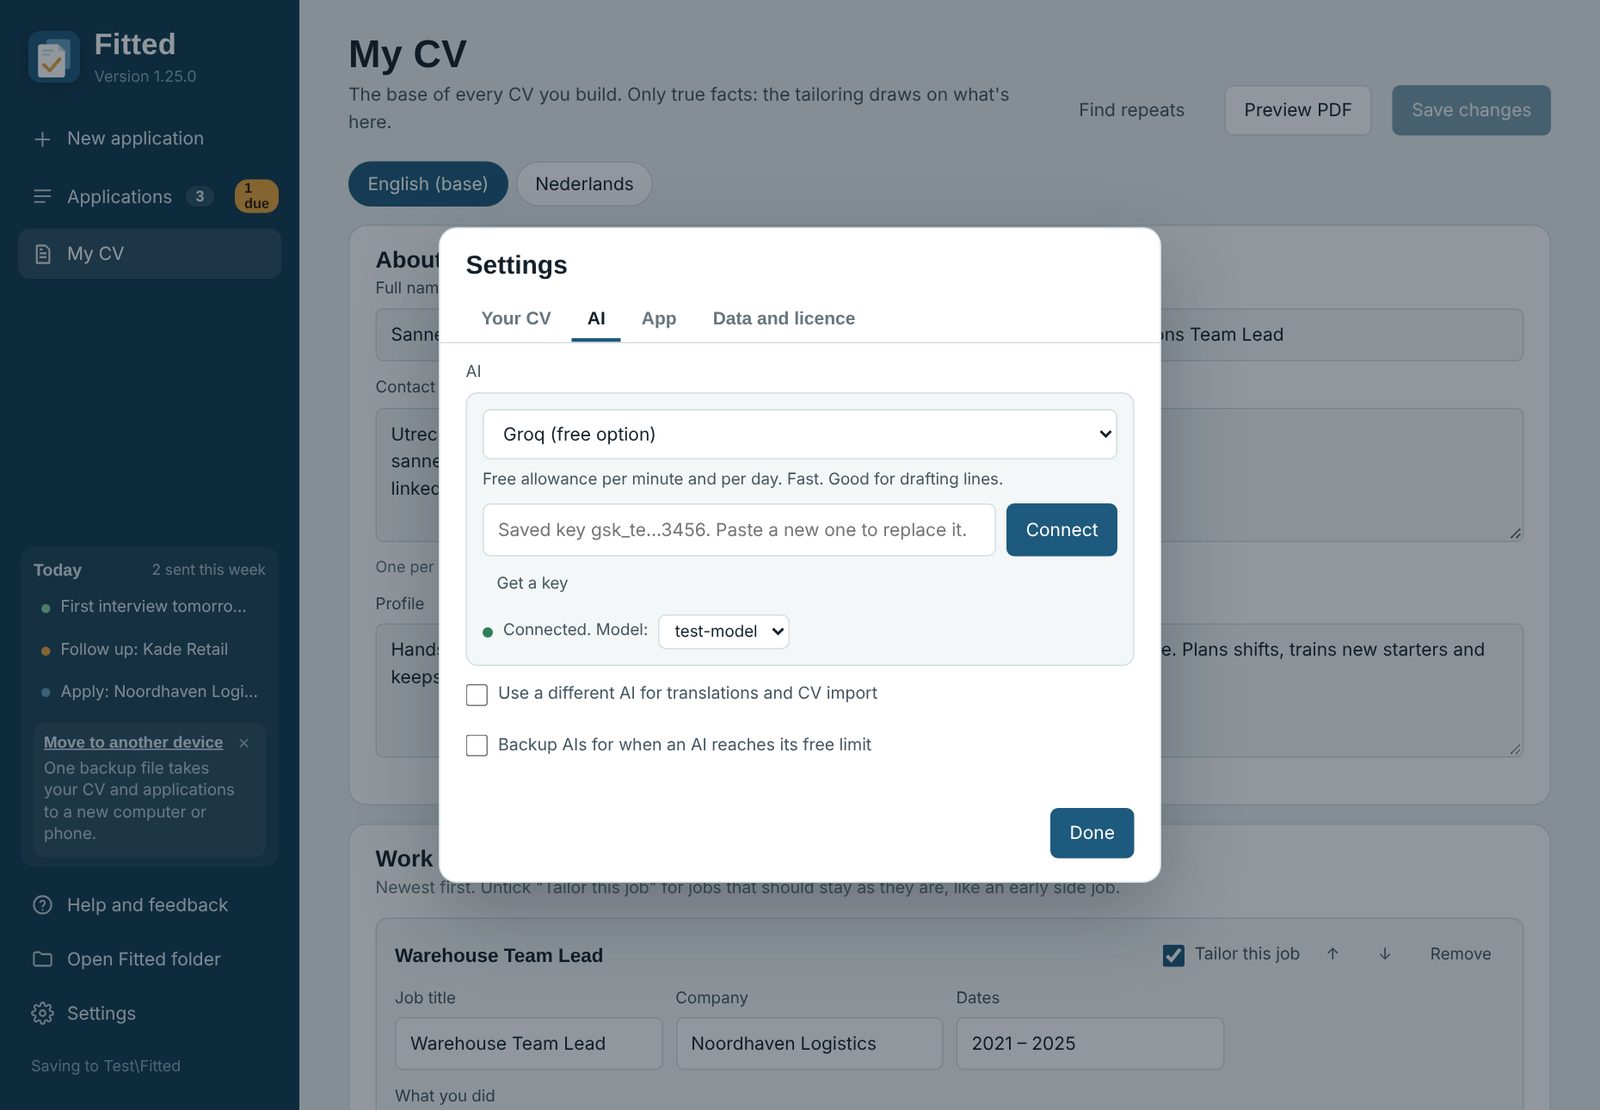 Fitted
Version 1.25.0
New application
Applications 3 1 due
My CV
Today 2 sent this week
First interview tomorro...
Follow up: Kade Retail
Apply: Noordhaven Logi...
Move to another device ×
One backup file takes
your CV and applications
to a new computer or
phone.
Help and feedback
Open Fitted folder
Settings
Saving to Test\Fitted
My CV
The base of every CV you build. Only true facts: the tailoring draws on what's
here.
Find repeats
Preview PDF
Save changes
English (base)
Nederlands
About
Full nam
Sanne
ons Team Lead
Contact
Utrec
sanne
linked
One per
Profile
Hands
e. Plans shifts, trains new starters and
keeps
Settings
Your CV AI App Data and licence
AI
Groq (free option)
Free allowance per minute and per day. Fast. Good for drafting lines.
Saved key gsk_te...3456. Paste a new one to replace it.
Connect
Get a key
Connected. Model: test-model
Use a different AI for translations and CV import
Backup AIs for when an AI reaches its free limit
Done
Work
Newest first. Untick "Tailor this job" for jobs that should stay as they are, like an early side job.
Warehouse Team Lead
Tailor this job ↑ ↓ Remove
Job title Company Dates
Warehouse Team Lead Noordhaven Logistics 2021 – 2025
What you did